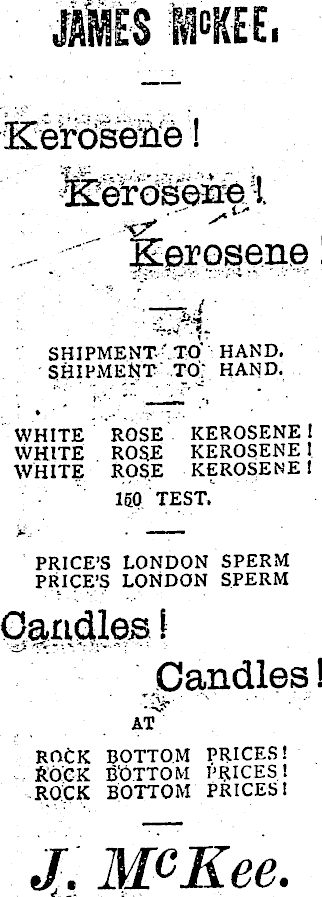 JAMES McKEE.
Kerosene!
Kerosene!
Kerosene!
SHIPMENT TO HAND.
SHIPMENT TO HAND.
WHITE ROSE KEROSENE!
WHITE ROSE KEROSENE!
WHITE ROSE KEROSENE!
150 TEST.
PRICE'S LONDON SPERM
PRICE'S LONDON SPERM
Candles!
Candles!
AT
ROCK BOTTOM PRICES!
ROCK BOTTOM PRICES!
ROCK BOTTOM PRICES!
J. McKee.